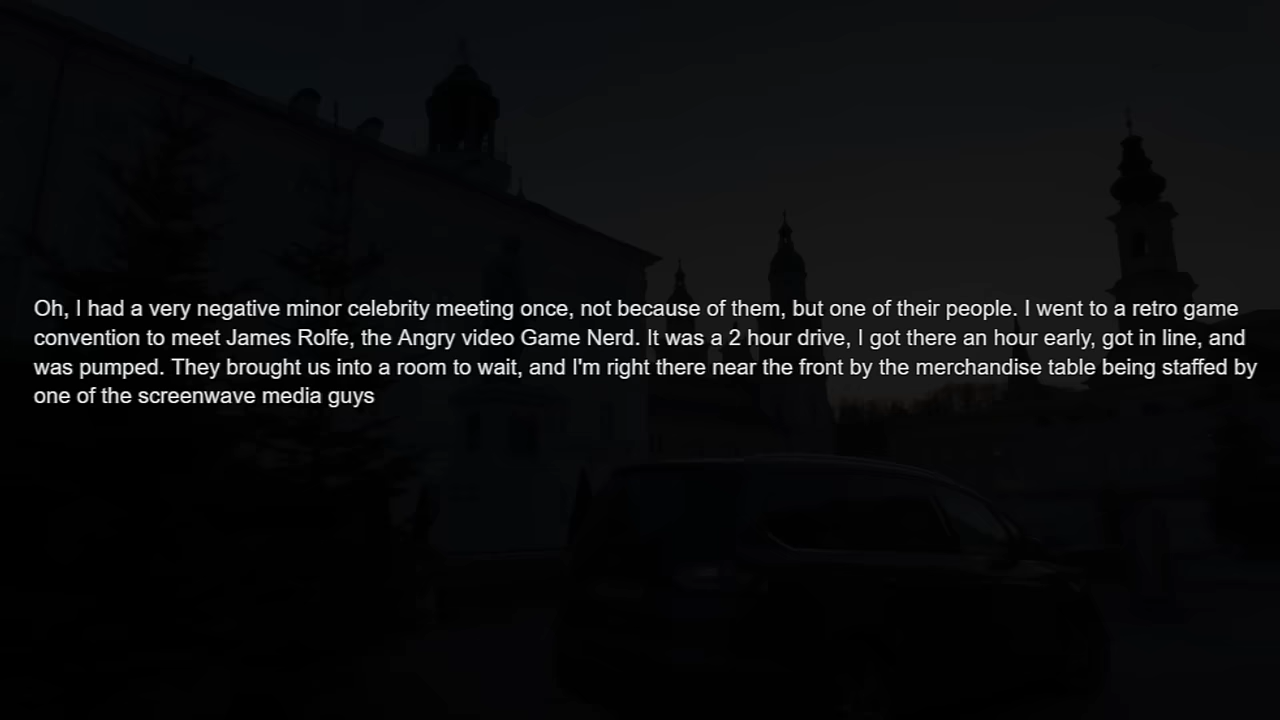 Oh, I had a very negative minor celebrity meeting once, not because of them, but one of their people. I went to a retro game
convention to meet James Rolfe, the Angry video Game Nerd. It was a 2 hour drive, I got there an hour early, got in line, and
was pumped. They brought us into a room to wait, and I'm right there near the front by the merchandise table being staffed by
one of the screenwave media guys